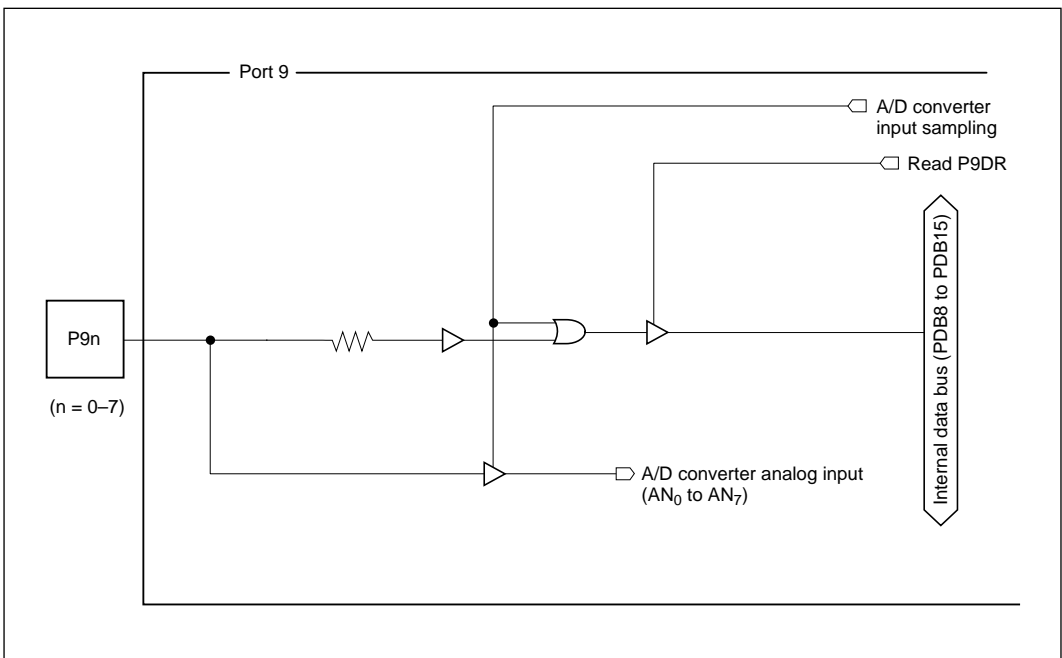 Port 9
A/D converter
input sampling
Read P9DR
Internal data bus (PDB8 to PDB15)
P9n
(n = 0–7)
A/D converter analog input
(AN0 to AN7)